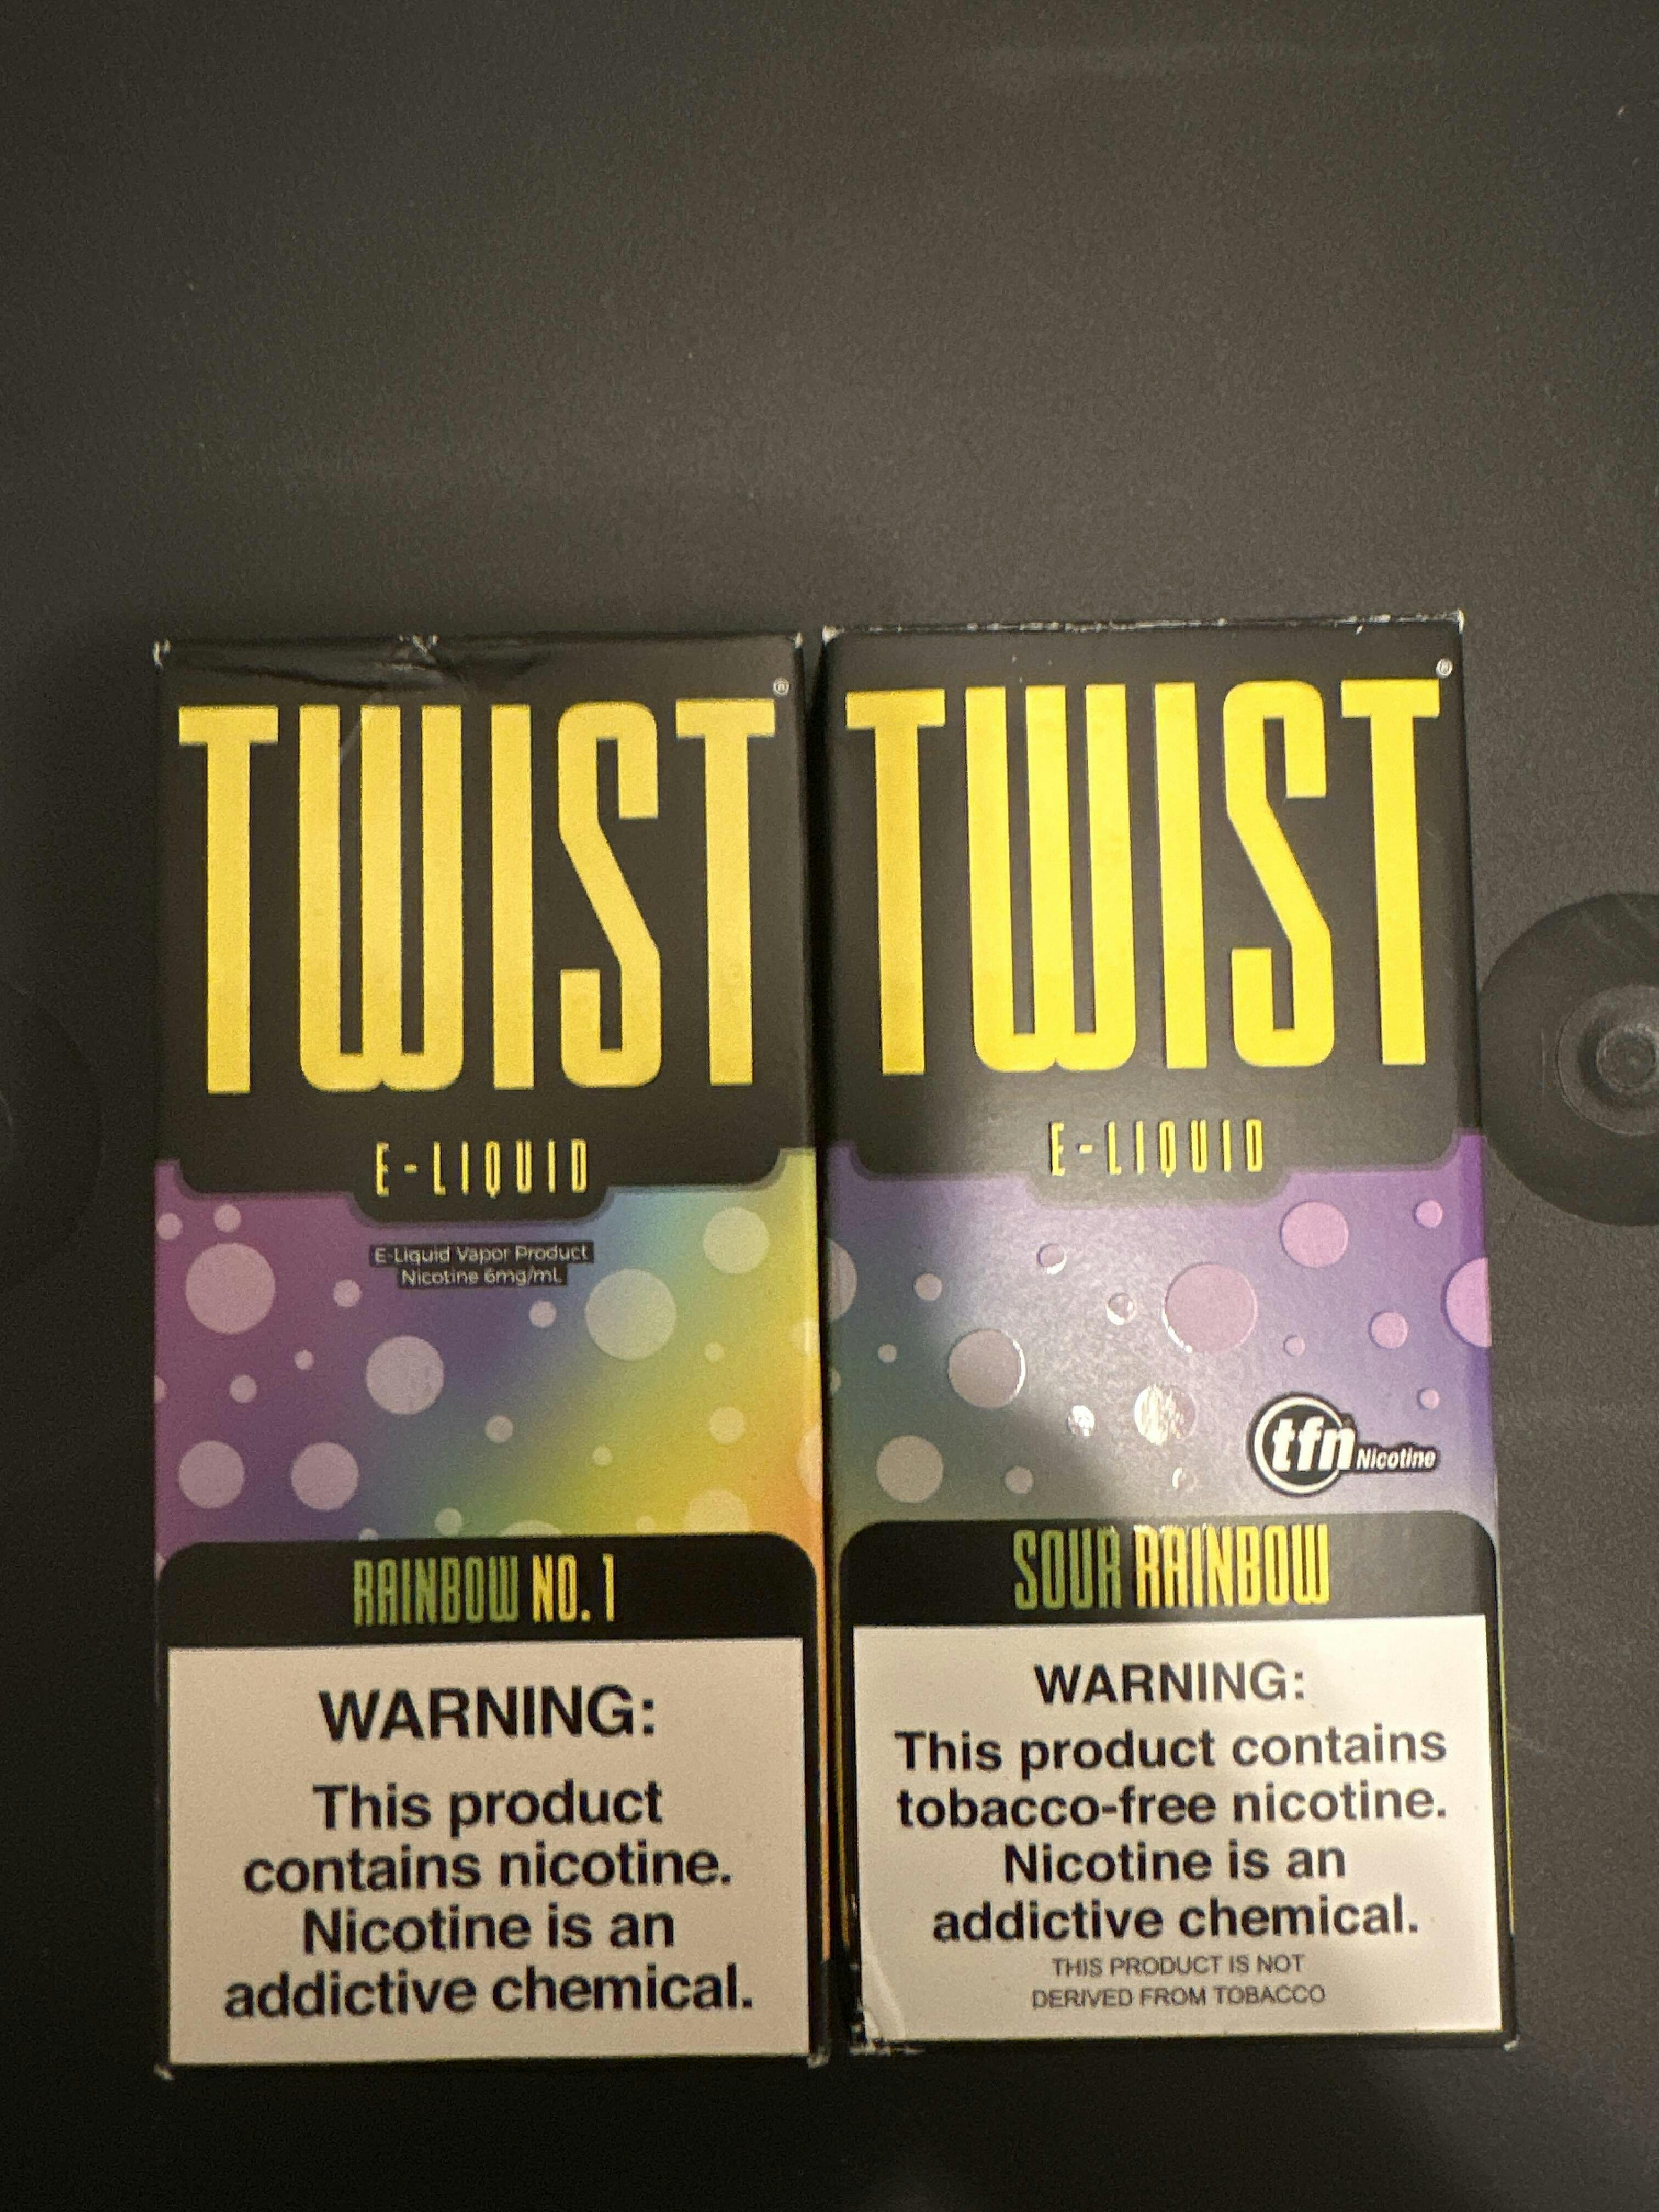 TWIST®
E-LIQUID
E-Liquid Vapor Product
Nicotine 6mg/mL
RAINBOW NO. 1
WARNING:
This product
contains nicotine.
Nicotine is an
addictive chemical.
TWIST®
E-LIQUID
tfn Nicotine
SOUR RAINBOW
WARNING:
This product contains
tobacco-free nicotine.
Nicotine is an
addictive chemical.
THIS PRODUCT IS NOT
DERIVED FROM TOBACCO